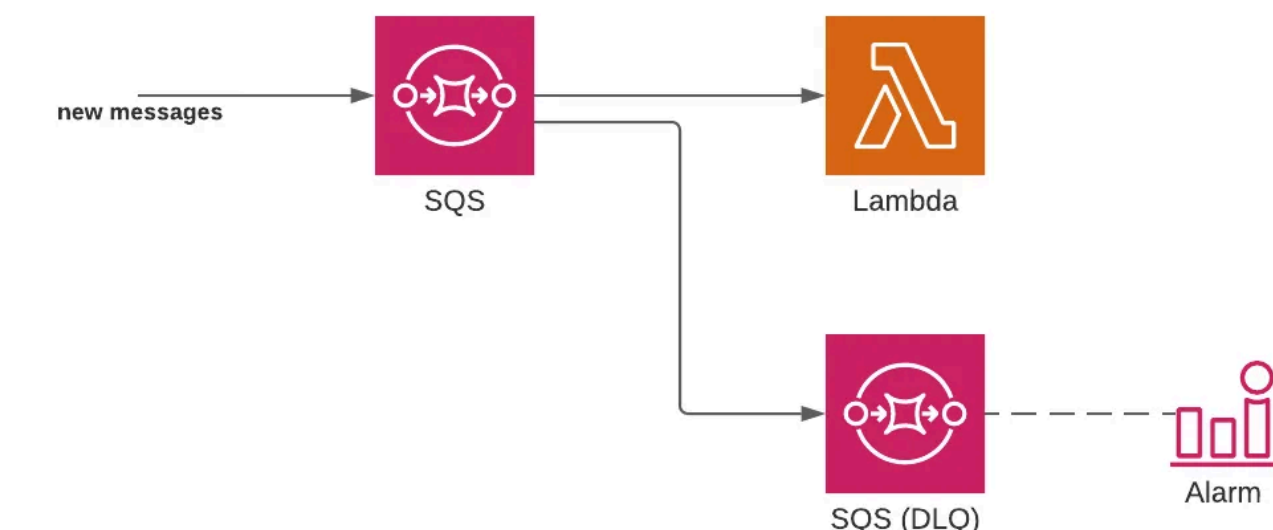 new messages
SQS
Lambda
SQS (DLQ)
Alarm